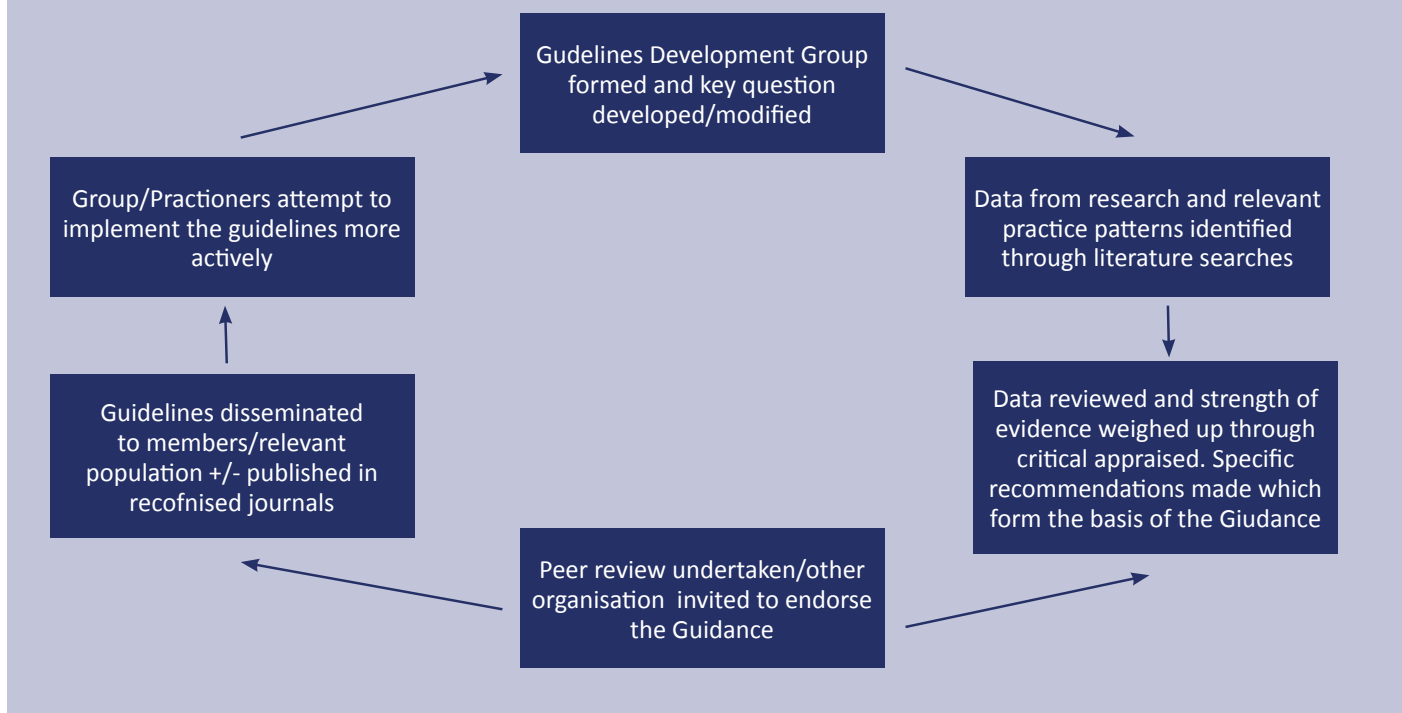 Gudelines Development Group
formed and key question
developed/modified
Data from research and relevant
practice patterns identified
through literature searches
Data reviewed and strength of
evidence weighed up through
critical appraised. Specific
recommendations made which
form the basis of the Giudance
Peer review undertaken/other
organisation invited to endorse
the Guidance
Guidelines disseminated
to members/relevant
population +/- published in
recofnised journals
Group/Practioners attempt to
implement the guidelines more
actively